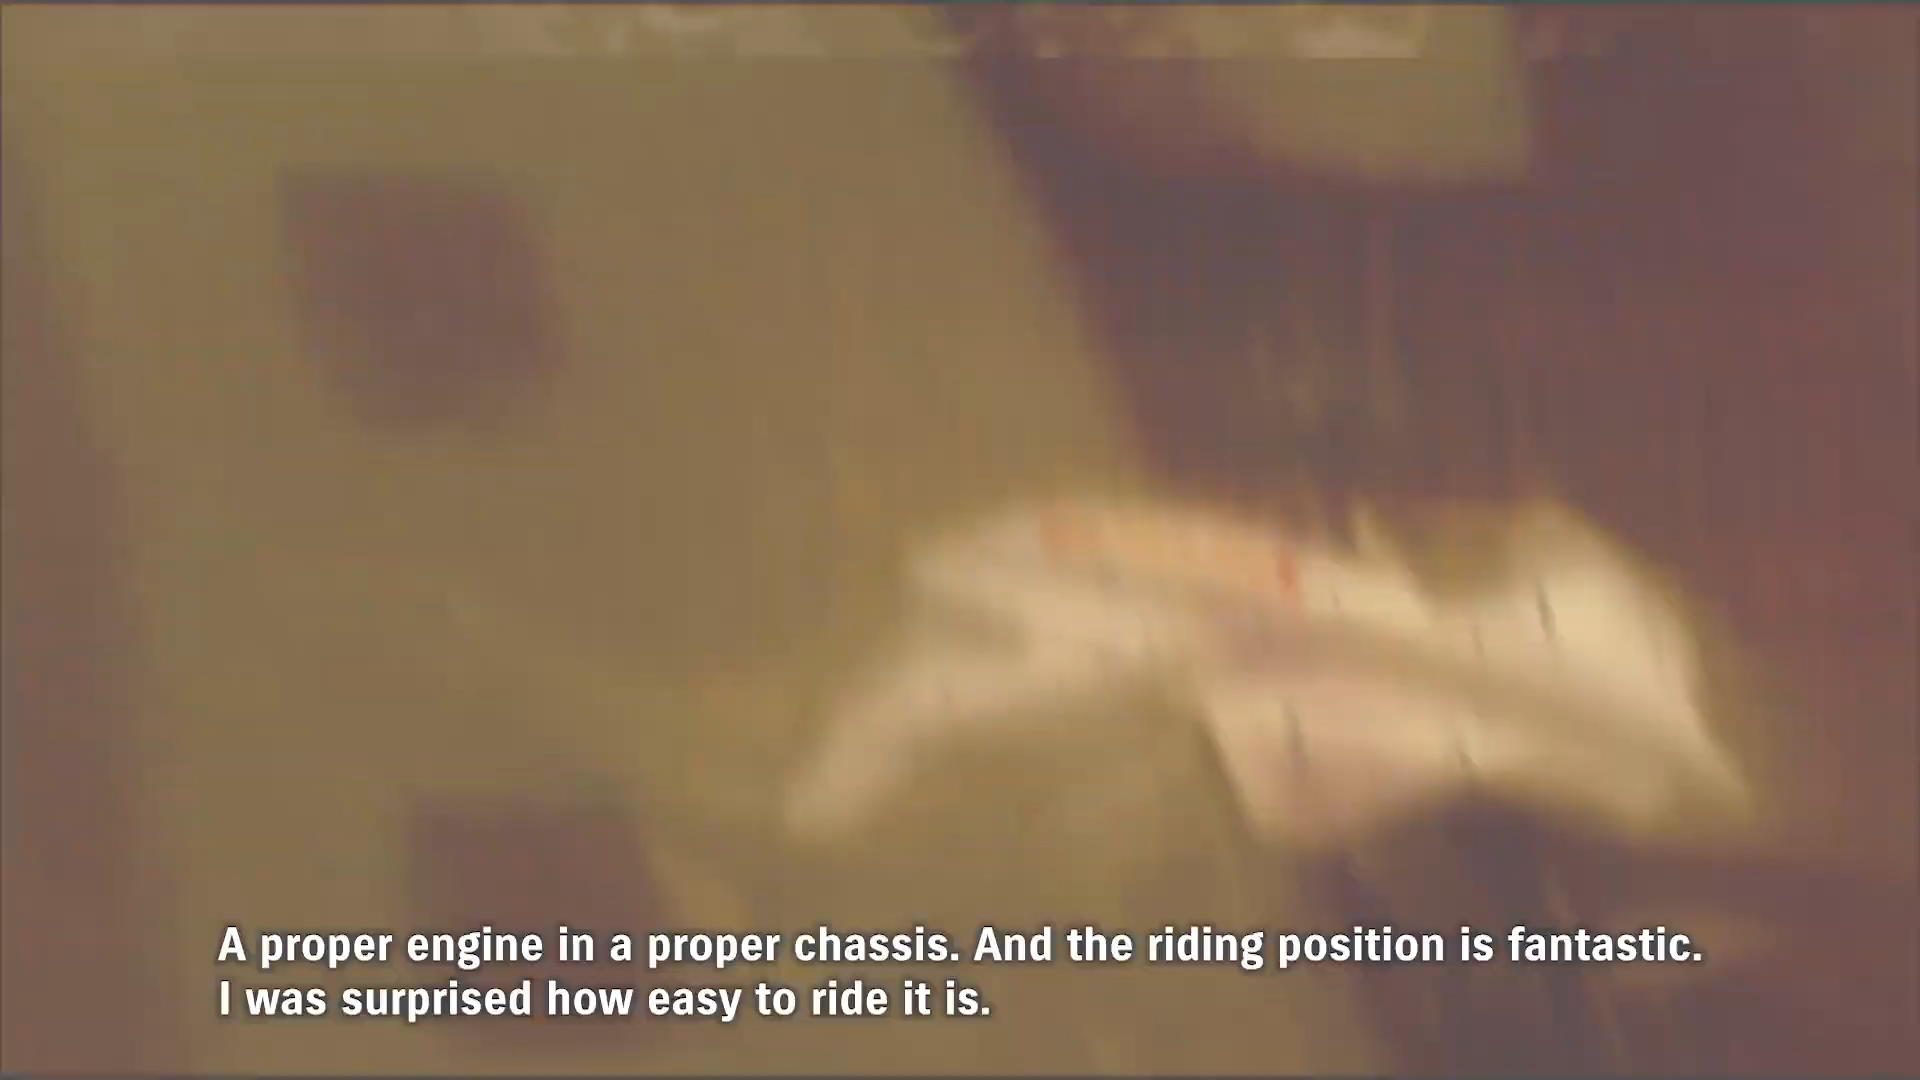 A proper engine in a proper chassis. And the riding position is fantastic.
I was surprised how easy to ride it is.